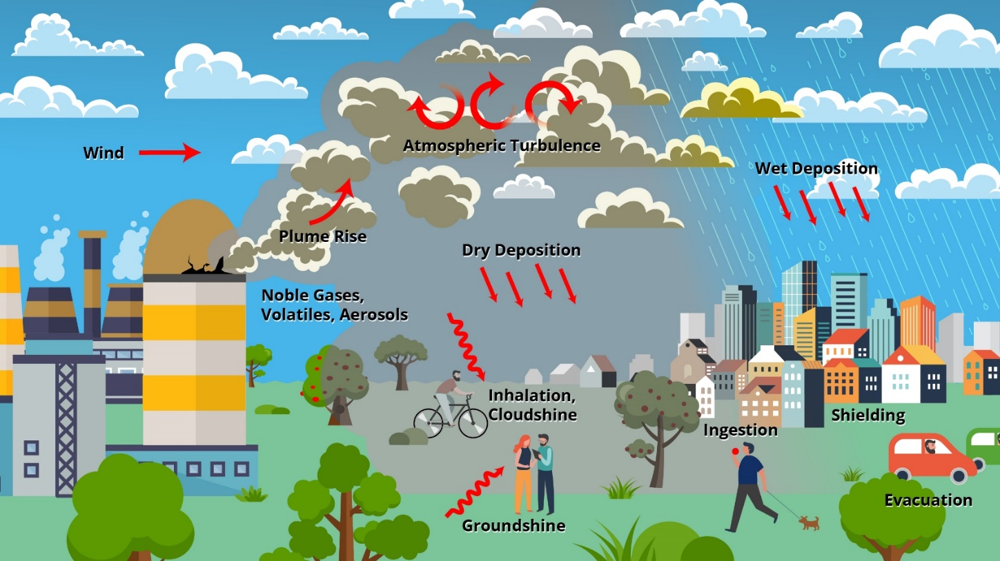 Atmospheric Turbulence
Wind
Wet Deposition
Plume Rise
Dry Deposition
Noble Gases,
Volatiles, Aerosols
Inhalation,
Cloudshine
Shielding
Ingestion
Evacuation
Groundshine